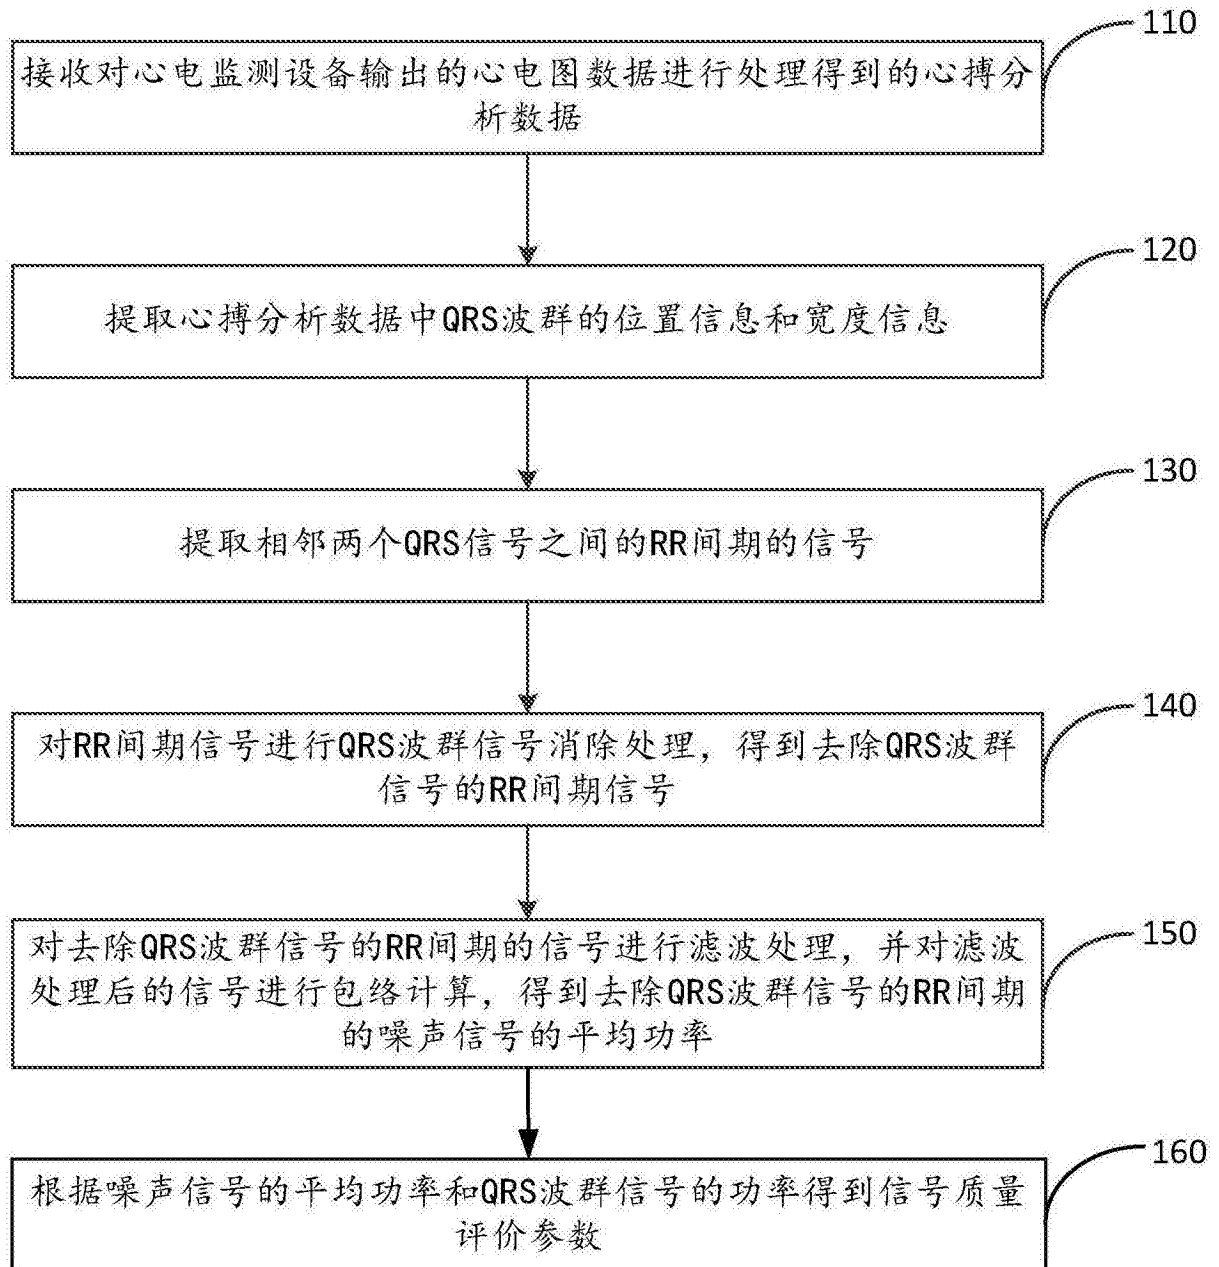 110
接收对心电监测设备输出的心电图数据进行处理得到的心搏分
析数据
120
提取心搏分析数据中QRS波群的位置信息和宽度信息
130
提取相邻两个QRS信号之间的RR间期的信号
140
对RR间期信号进行QRS波群信号消除处理，得到去除QRS波群
信号的RR间期信号
150
对去除QRS波群信号的RR间期的信号进行滤波处理，并对滤波
处理后的信号进行包络计算，得到去除QRS波群信号的RR间期
的噪声信号的平均功率
160
根据噪声信号的平均功率和QRS波群信号的功率得到信号质量
评价参数